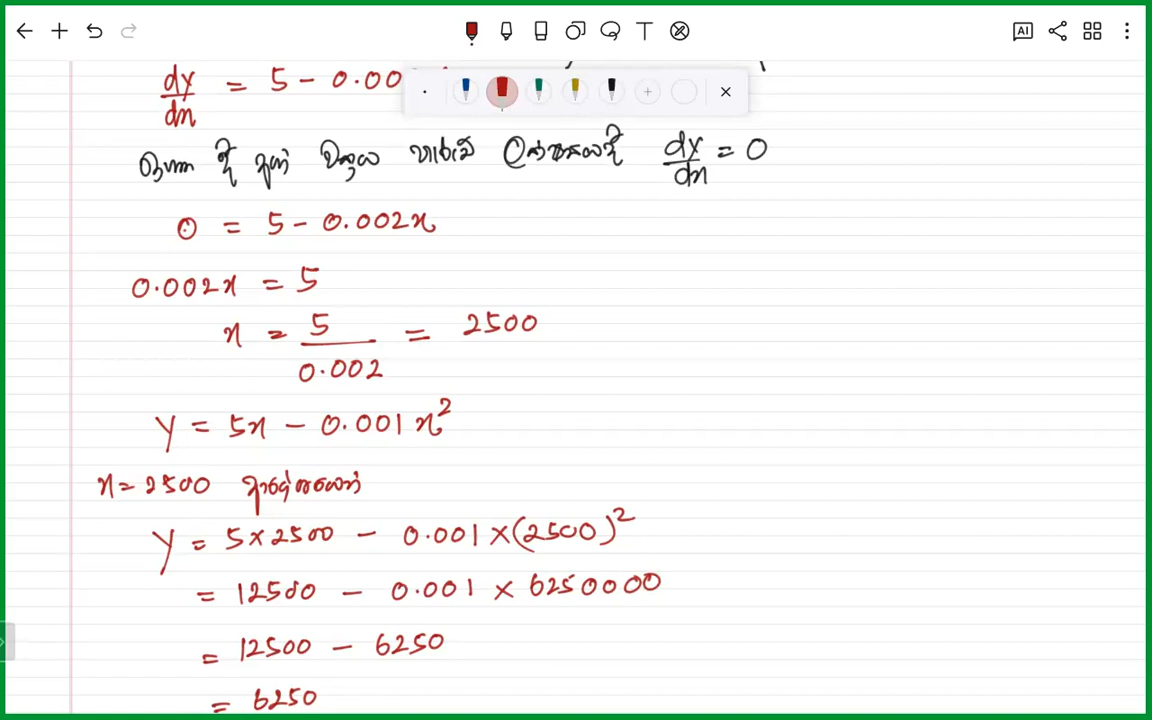 AI
dy/dx = 5 - 0.00
dy/dx = 0
0 = 5 - 0.002x
0.002x = 5
x = 5/0.002 = 2500
y = 5x - 0.001x²
x = 2500
y = 5 × 2500 - 0.001 × (2500)²
= 12500 - 0.001 × 6250000
= 12500 - 6250
= 6250